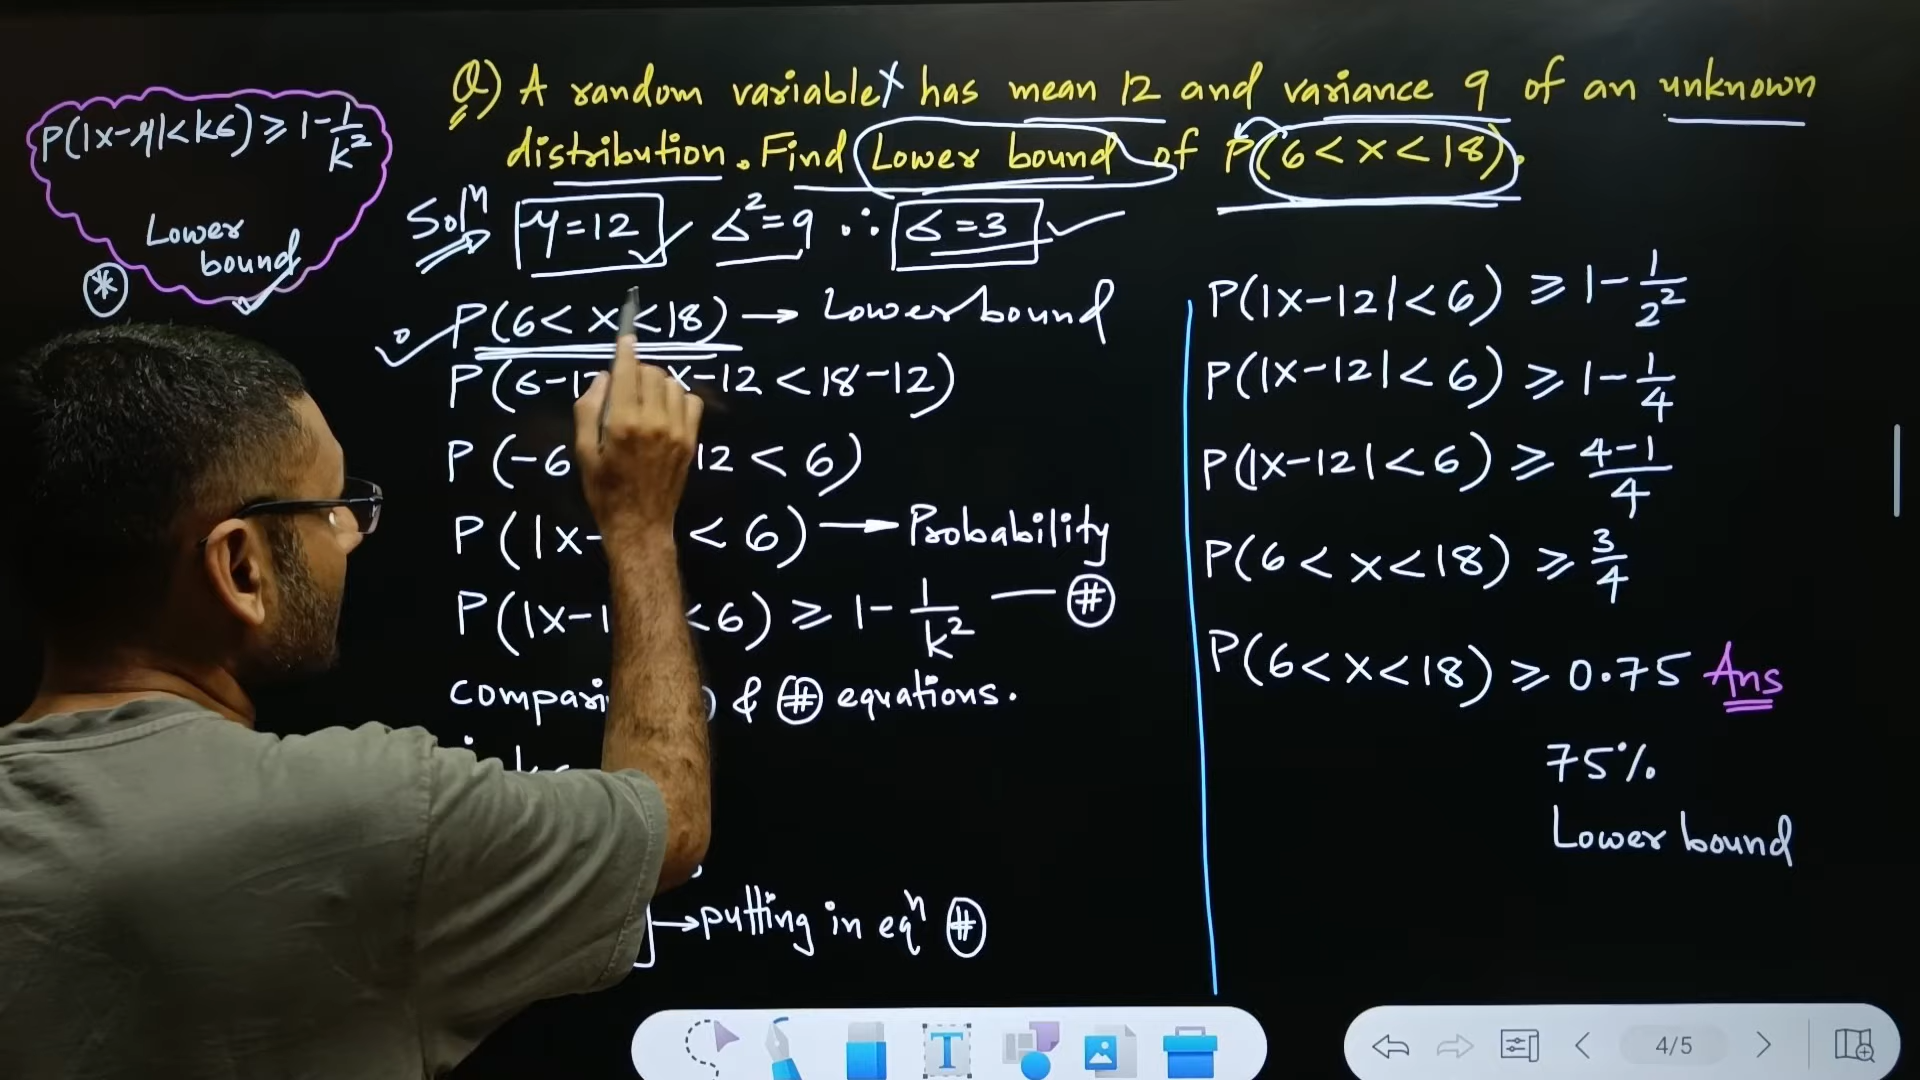 P(|x-μ|<kσ) ≥ 1-1/k²
Lower
bound
*
Q) A random variable X has mean 12 and variance 9 of an unknown
distribution. Find Lower bound of P(6<x<18).
Solⁿ μ=12 σ²=9 ∴ σ=3
P(6<x<18) → Lower bound
P(6-12 x-12 < 18-12)
P(-6 12 < 6)
P(|x- < 6) → Probability
P(|x-1 <6) ≥ 1- 1/k² — #
& # equations.
→ putting in eqⁿ #
P(|x-12|<6) ≥ 1- 1/2²
P(|x-12|<6) ≥ 1- 1/4
P(|x-12|<6) ≥ 4-1/4
P(6<x<18) ≥ 3/4
P(6<x<18) ≥ 0.75 Ans
75%
Lower bound
4/5